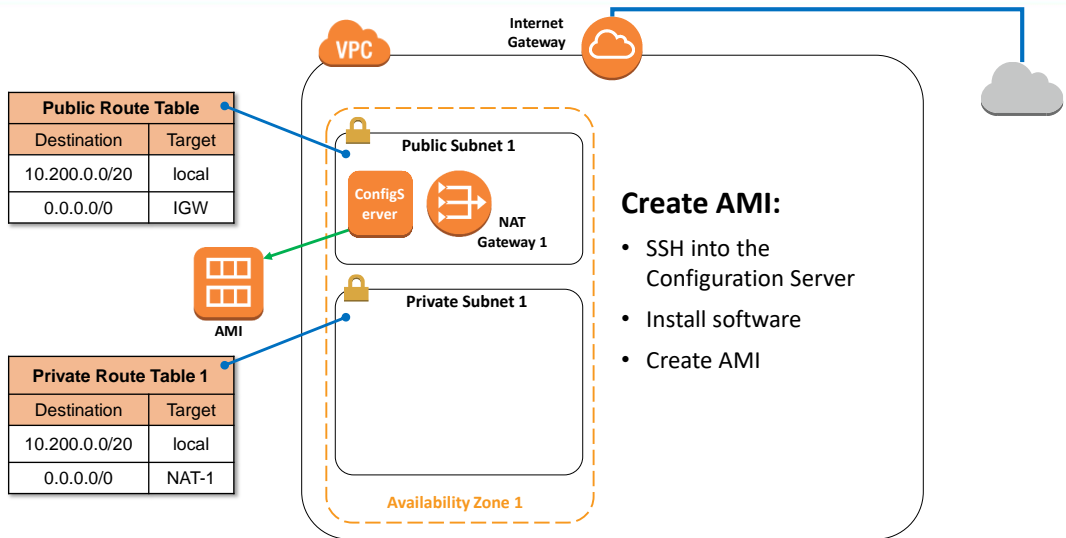 Internet
Gateway
VPC
Public Route Table
Destination Target
10.200.0.0/20 local
0.0.0.0/0 IGW
Public Subnet 1
ConfigS
erver
NAT
Gateway 1
AMI
Private Subnet 1
Private Route Table 1
Destination Target
10.200.0.0/20 local
0.0.0.0/0 NAT-1
Availability Zone 1
Create AMI:
• SSH into the
Configuration Server
• Install software
• Create AMI